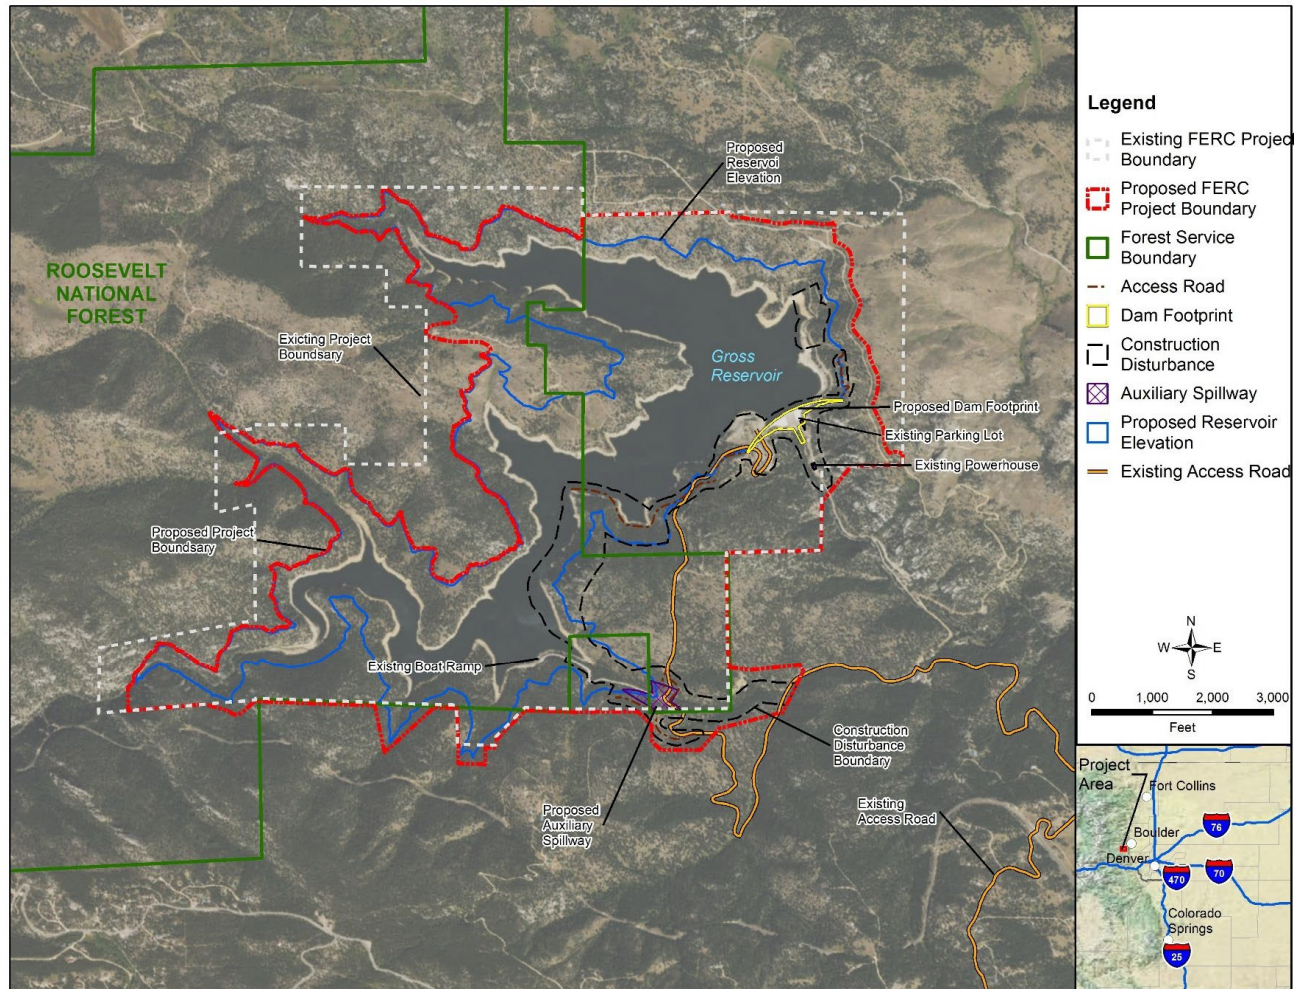 Proposed
Reservoi
Elevation
ROOSEVELT
NATIONAL
FOREST
Exicting Project
Boundsary
Gross
Reservoir
Proposed Dam Footprint
Existing Parking Lot
Existing Powerhouse
Proposed Project
Boundsary
Existng Boat Ramp
Construction
Disturbance
Boundary
Proposed
Auxiliary
Spillway
Existing
Access Road
Legend
Existing FERC Project
Boundary
Proposed FERC
Project Boundary
Forest Service
Boundary
Access Road
Dam Footprint
Construction
Disturbance
Auxiliary Spillway
Proposed Reservoir
Elevation
Existing Access Road
N
W E
S
0 1,000 2,000 3,000
Feet
Project
Area
Fort Collins
Boulder
76
Denver
470
70
Colorado
Springs
25